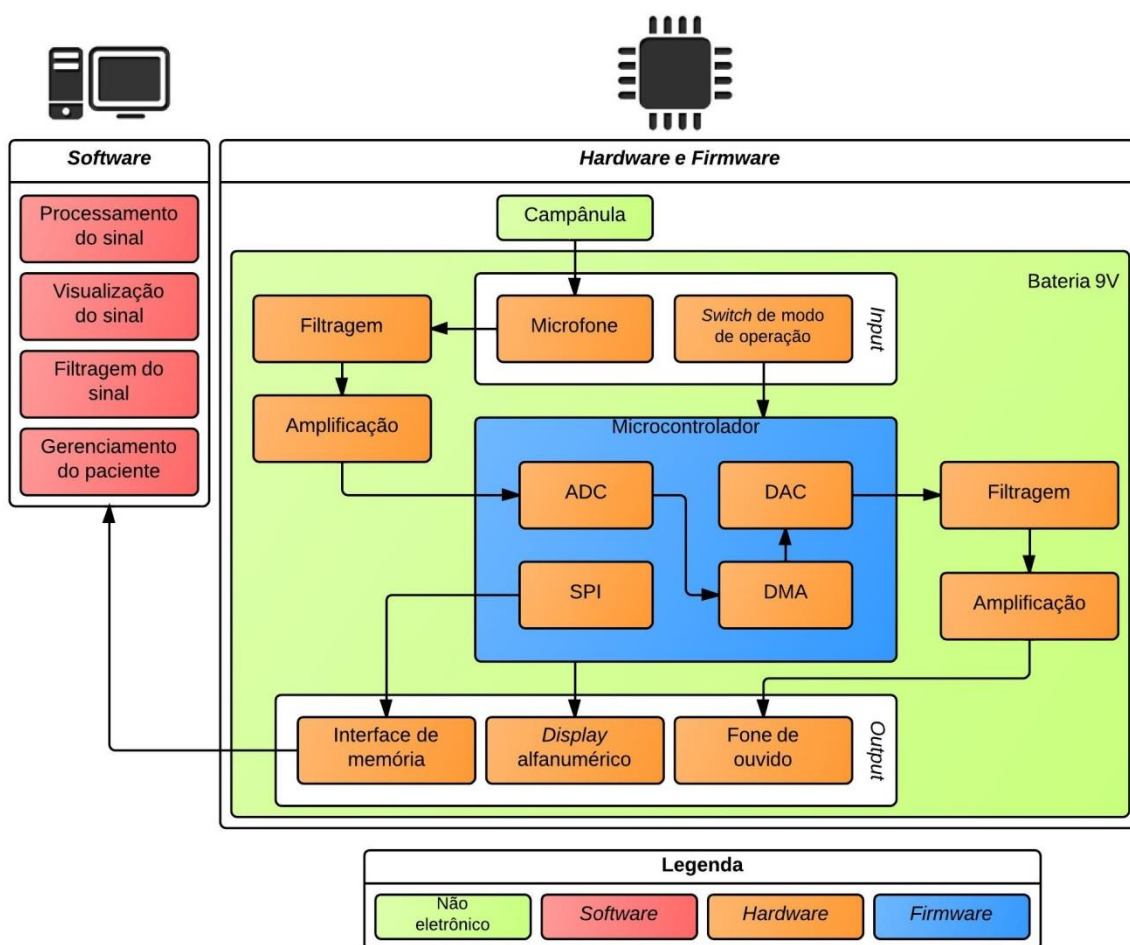 Software
Processamento
do sinal
Visualização
do sinal
Filtragem do
sinal
Gerenciamento
do paciente
Hardware e Firmware
Campânula
Bateria 9V
Filtragem
Microfone
Switch de modo
de operação
Input
Amplificação
Microcontrolador
ADC
DAC
Filtragem
SPI
DMA
Amplificação
Interface de
memória
Display
alfanumérico
Fone de
ouvido
Output
Legenda
Não
eletrônico
Software
Hardware
Firmware